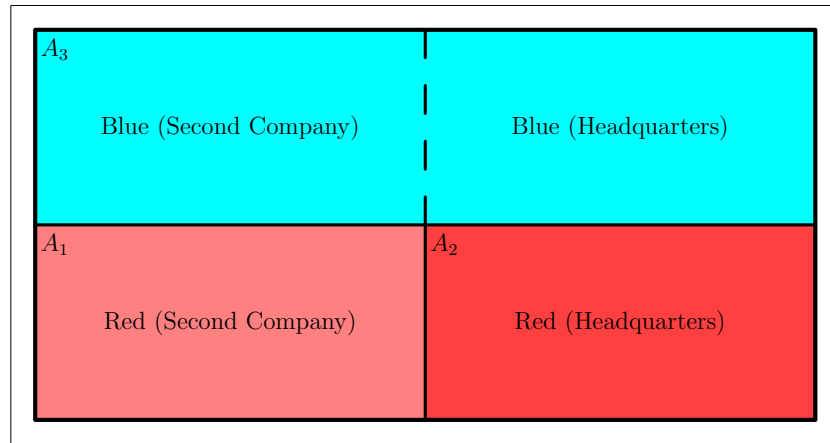 A₃
Blue (Second Company)
Blue (Headquarters)
A₁
A₂
Red (Second Company)
Red (Headquarters)